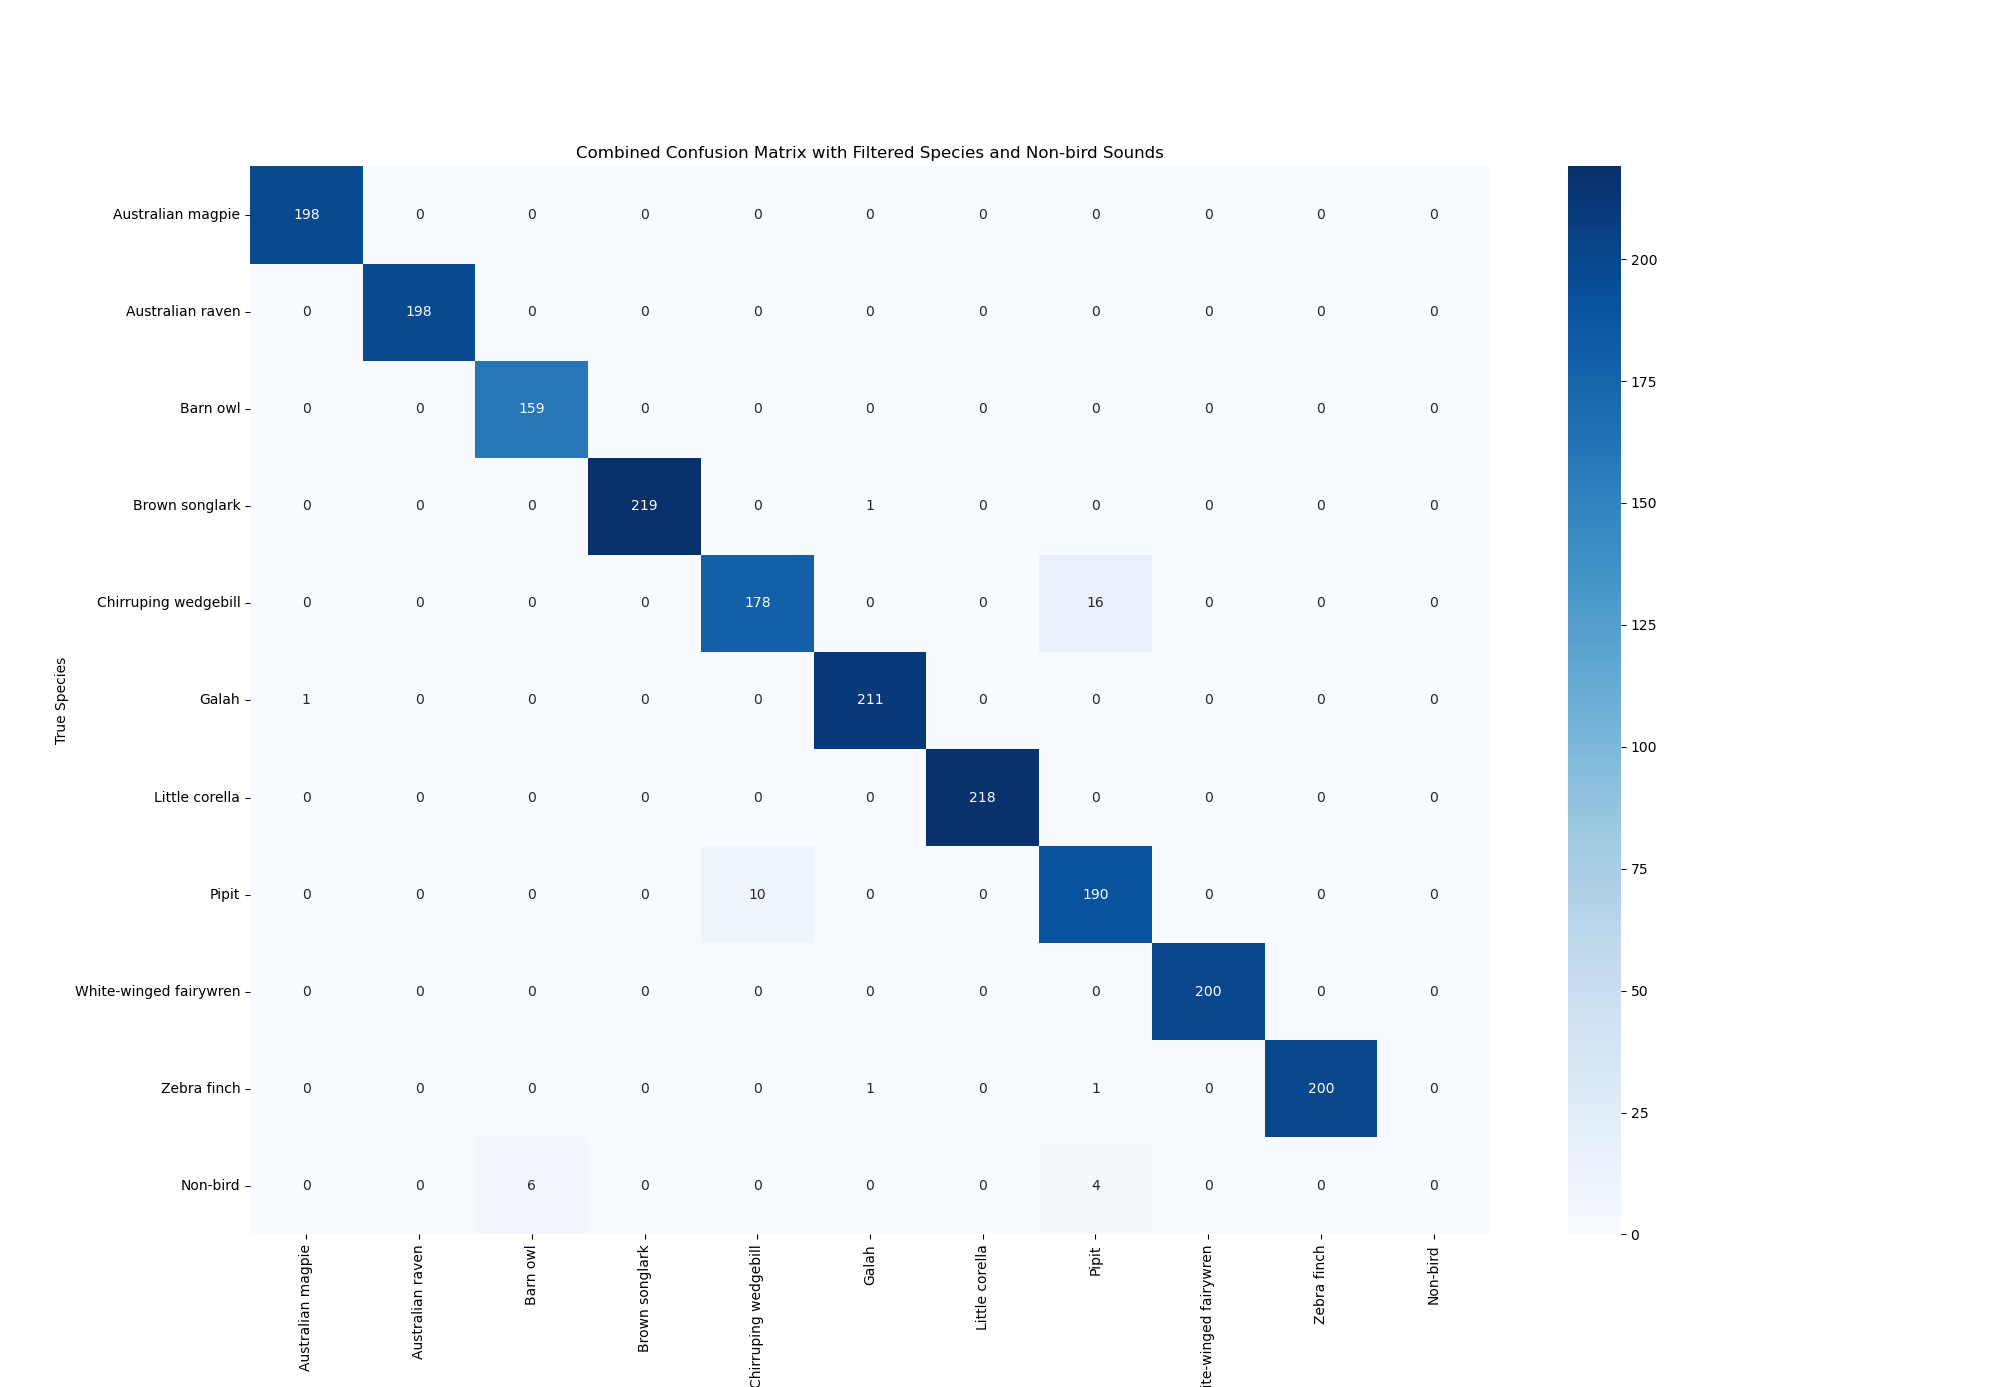 Combined Confusion Matrix with Filtered Species and Non-bird Sounds
True Species
Australian magpie 198 0 0 0 0 0 0 0 0 0 0
Australian raven 0 198 0 0 0 0 0 0 0 0 0
Barn owl 0 0 159 0 0 0 0 0 0 0 0
Brown songlark 0 0 0 219 0 1 0 0 0 0 0
Chirruping wedgebill 0 0 0 0 178 0 0 16 0 0 0
Galah 1 0 0 0 0 211 0 0 0 0 0
Little corella 0 0 0 0 0 0 218 0 0 0 0
Pipit 0 0 0 0 10 0 0 190 0 0 0
White-winged fairywren 0 0 0 0 0 0 0 0 200 0 0
Zebra finch 0 0 0 0 0 1 0 1 0 200 0
Non-bird 0 0 6 0 0 0 0 4 0 0 0
Australian magpie
Australian raven
Barn owl
Brown songlark
Chirruping wedgebill
Galah
Little corella
Pipit
ite-winged fairywren
Zebra finch
Non-bird
200
175
150
125
100
75
50
25
0